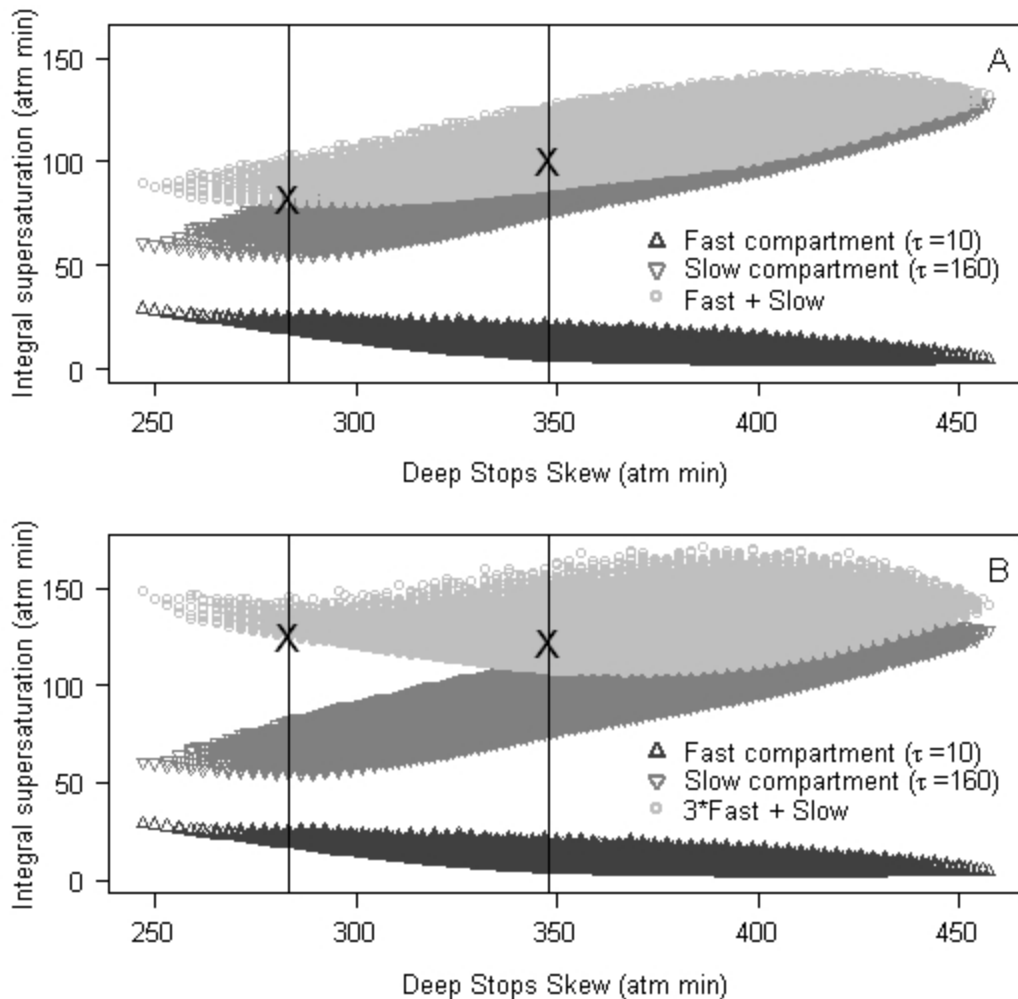 A
Integral supersaturation (atm min)
150
100
50
0
X
X
Fast compartment (τ =10)
Slow compartment (τ =160)
Fast + Slow
250
300
350
400
450
Deep Stops Skew (atm min)
B
Integral supersaturation (atm min)
150
100
50
0
X
X
Fast compartment (τ =10)
Slow compartment (τ =160)
3*Fast + Slow
250
300
350
400
450
Deep Stops Skew (atm min)